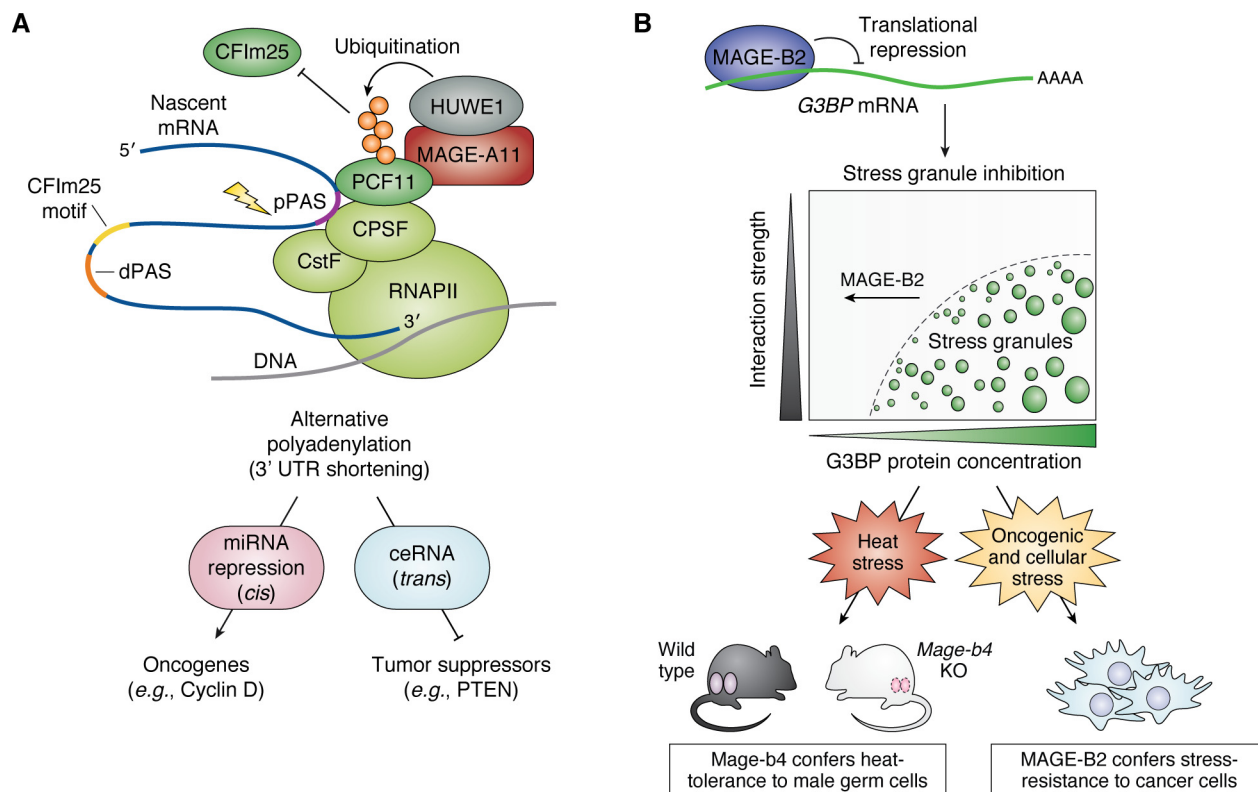 A
CFIm25
Ubiquitination
HUWE1
MAGE-A11
Nascent
mRNA
5′
PCF11
CFIm25
motif
pPAS
CPSF
CstF
dPAS
RNAPII
3′
DNA
Alternative
polyadenylation
(3’ UTR shortening)
miRNA
repression
(cis)
ceRNA
(trans)
Oncogenes
(e.g., Cyclin D)
Tumor suppressors
(e.g., PTEN)
B
MAGE-B2
Translational
repression
AAAA
G3BP mRNA
Stress granule inhibition
Interaction strength
MAGE-B2
Stress granules
G3BP protein concentration
Heat
stress
Oncogenic
and cellular
stress
Wild
type
Mage-b4
KO
Mage-b4 confers heat-
tolerance to male germ cells
MAGE-B2 confers stress-
resistance to cancer cells